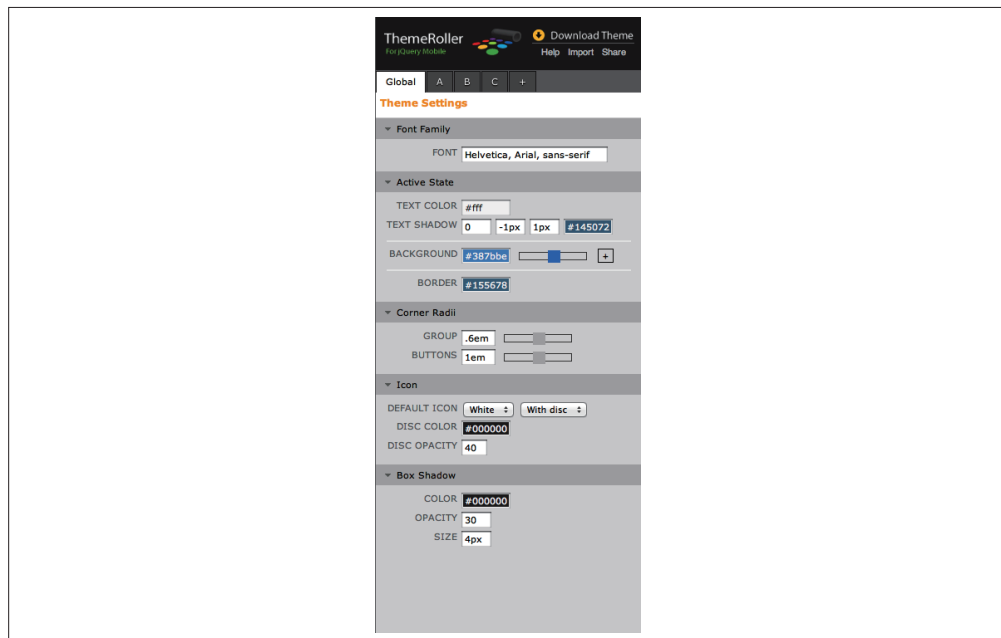 ThemeRoller
For jQuery Mobile
Download Theme
Help Import Share
Global A B C +
Theme Settings
Font Family
FONT Helvetica, Arial, sans-serif
Active State
TEXT COLOR #fff
TEXT SHADOW 0 -1px 1px #145072
BACKGROUND #387bbe +
BORDER #155678
Corner Radii
GROUP .6em
BUTTONS 1em
Icon
DEFAULT ICON White With disc
DISC COLOR #000000
DISC OPACITY 40
Box Shadow
COLOR #000000
OPACITY 30
SIZE 4px